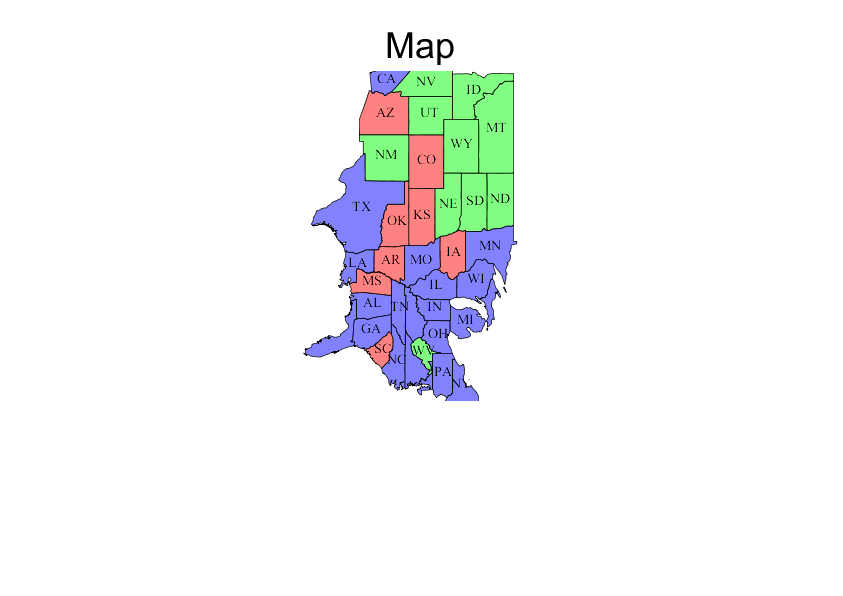 Map
CA NV ID
AZ UT MT
WY
NM CO
TX NE SD ND
OK KS
LA AR MO IA MN
MS IL WI
AL TN IN
GA OH MI
SC NC WV
PA N